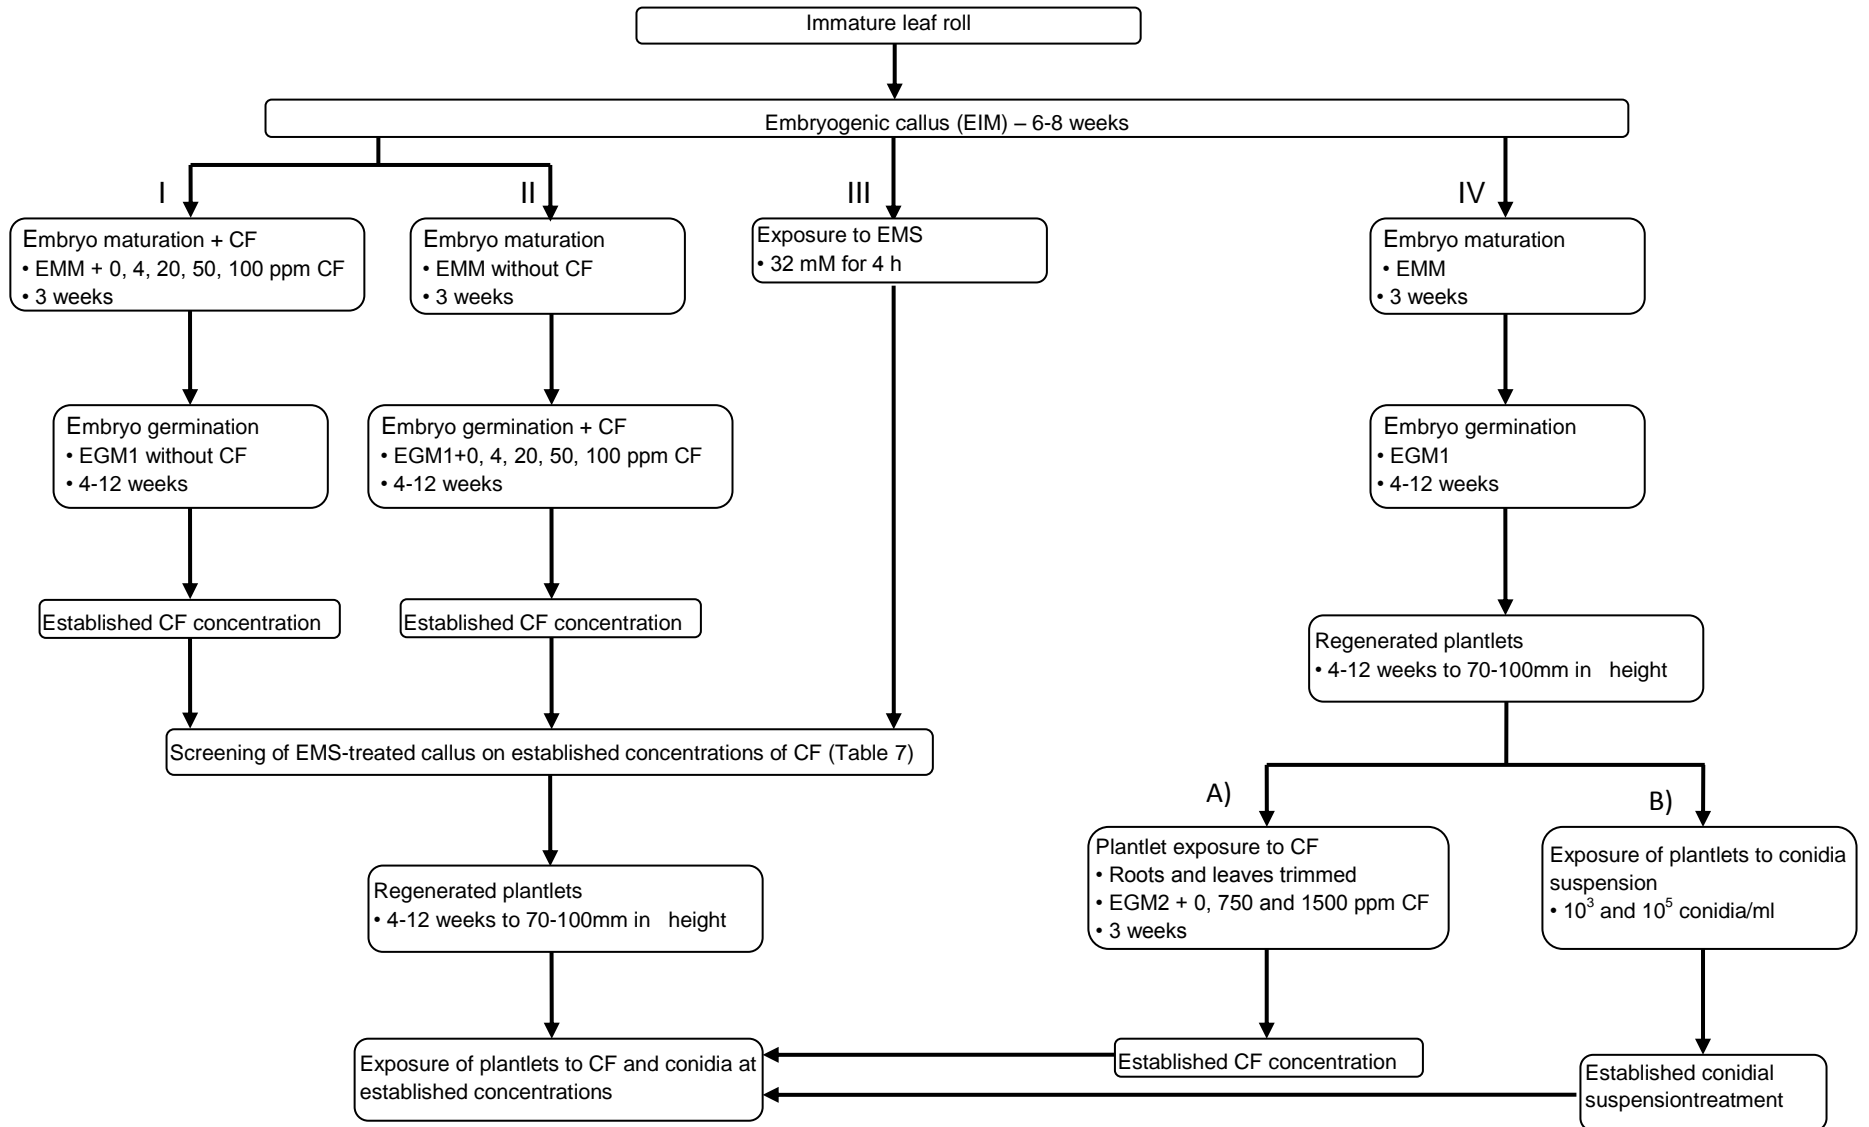 Immature leaf roll
Embryogenic callus (EIM) – 6-8 weeks
I
II
III
IV
Embryo maturation + CF
• EMM + 0, 4, 20, 50, 100 ppm CF
• 3 weeks
Embryo maturation
• EMM without CF
• 3 weeks
Exposure to EMS
• 32 mM for 4 h
Embryo maturation
• EMM
• 3 weeks
Embryo germination
• EGM1 without CF
• 4-12 weeks
Embryo germination + CF
• EGM1+0, 4, 20, 50, 100 ppm CF
• 4-12 weeks
Embryo germination
• EGM1
• 4-12 weeks
Established CF concentration
Established CF concentration
Regenerated plantlets
• 4-12 weeks to 70-100mm in height
Screening of EMS-treated callus on established concentrations of CF (Table 7)
A)
B)
Regenerated plantlets
• 4-12 weeks to 70-100mm in height
Plantlet exposure to CF
• Roots and leaves trimmed
• EGM2 + 0, 750 and 1500 ppm CF
• 3 weeks
Exposure of plantlets to conidia
suspension
• 10³ and 10⁵ conidia/ml
Exposure of plantlets to CF and conidia at
established concentrations
Established CF concentration
Established conidial
suspensiontreatment